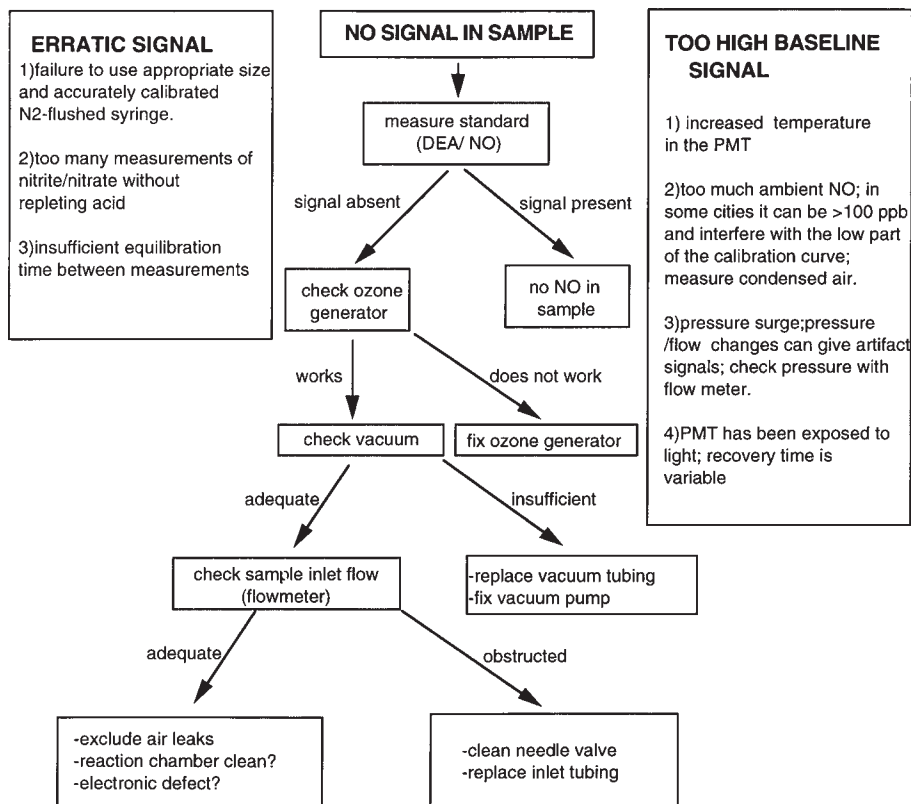 ERRATIC SIGNAL
1)failure to use appropriate size
and accurately calibrated
N2-flushed syringe.
2)too many measurements of
nitrite/nitrate without
repleting acid
3)insufficient equilibration
time between measurements
NO SIGNAL IN SAMPLE
measure standard
(DEA/ NO)
signal absent
signal present
check ozone
generator
no NO in
sample
works
does not work
check vacuum
fix ozone generator
adequate
insufficient
check sample inlet flow
(flowmeter)
-replace vacuum tubing
-fix vacuum pump
adequate
obstructed
-exclude air leaks
-reaction chamber clean?
-electronic defect?
-clean needle valve
-replace inlet tubing
TOO HIGH BASELINE
SIGNAL
1) increased temperature
in the PMT
2)too much ambient NO; in
some cities it can be >100 ppb
and interfere with the low part
of the calibration curve;
measure condensed air.
3)pressure surge;pressure
/flow changes can give artifact
signals; check pressure with
flow meter.
4)PMT has been exposed to
light; recovery time is
variable